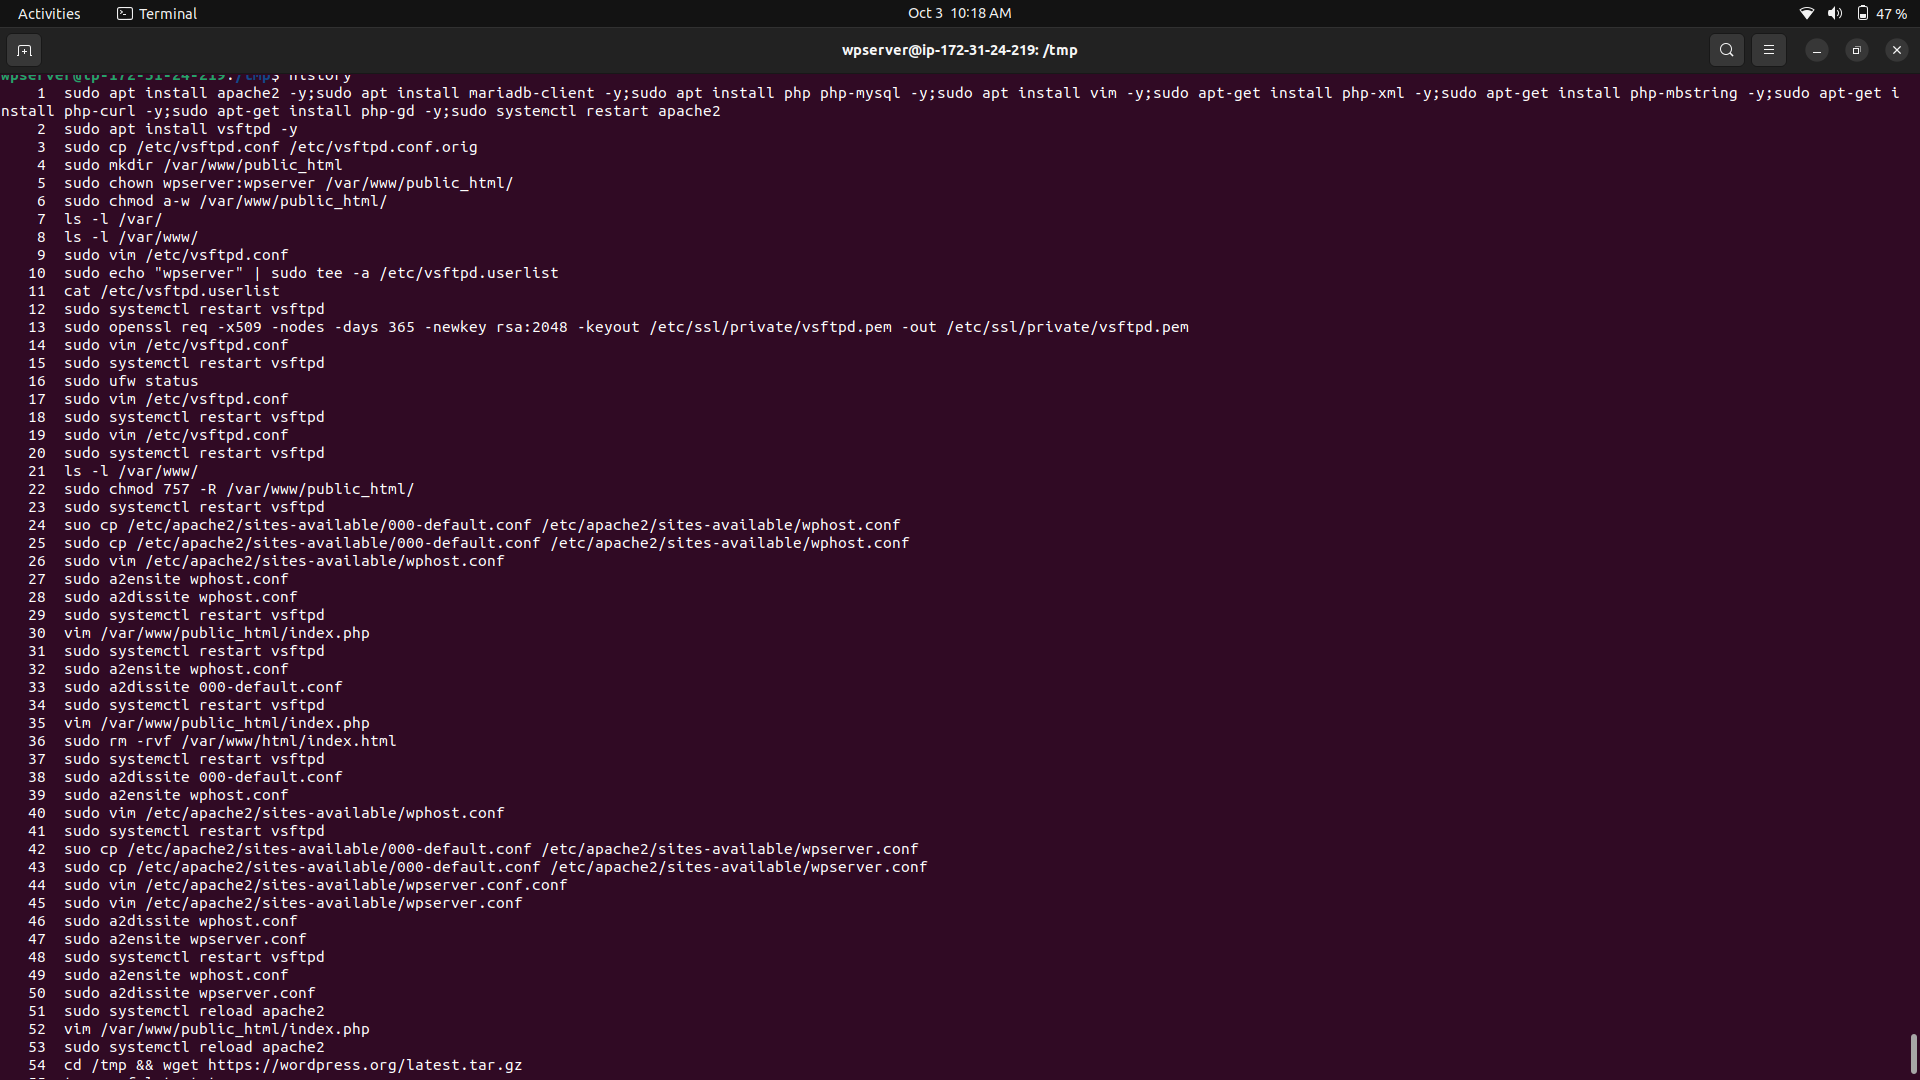 Activities Terminal Oct 3 10:18 AM 47 %
wpserver@ip-172-31-24-219: /tmp
wpserver@ip-172-31-24-219:/tmp$ history
1 sudo apt install apache2 -y;sudo apt install mariadb-client -y;sudo apt install php php-mysql -y;sudo apt install vim -y;sudo apt-get install php-xml -y;sudo apt-get install php-mbstring -y;sudo apt-get i
nstall php-curl -y;sudo apt-get install php-gd -y;sudo systemctl restart apache2
2 sudo apt install vsftpd -y
3 sudo cp /etc/vsftpd.conf /etc/vsftpd.conf.orig
4 sudo mkdir /var/www/public_html
5 sudo chown wpserver:wpserver /var/www/public_html/
6 sudo chmod a-w /var/www/public_html/
7 ls -l /var/
8 ls -l /var/www/
9 sudo vim /etc/vsftpd.conf
10 sudo echo "wpserver" | sudo tee -a /etc/vsftpd.userlist
11 cat /etc/vsftpd.userlist
12 sudo systemctl restart vsftpd
13 sudo openssl req -x509 -nodes -days 365 -newkey rsa:2048 -keyout /etc/ssl/private/vsftpd.pem -out /etc/ssl/private/vsftpd.pem
14 sudo vim /etc/vsftpd.conf
15 sudo systemctl restart vsftpd
16 sudo ufw status
17 sudo vim /etc/vsftpd.conf
18 sudo systemctl restart vsftpd
19 sudo vim /etc/vsftpd.conf
20 sudo systemctl restart vsftpd
21 ls -l /var/www/
22 sudo chmod 757 -R /var/www/public_html/
23 sudo systemctl restart vsftpd
24 suo cp /etc/apache2/sites-available/000-default.conf /etc/apache2/sites-available/wphost.conf
25 sudo cp /etc/apache2/sites-available/000-default.conf /etc/apache2/sites-available/wphost.conf
26 sudo vim /etc/apache2/sites-available/wphost.conf
27 sudo a2ensite wphost.conf
28 sudo a2dissite wphost.conf
29 sudo systemctl restart vsftpd
30 vim /var/www/public_html/index.php
31 sudo systemctl restart vsftpd
32 sudo a2ensite wphost.conf
33 sudo a2dissite 000-default.conf
34 sudo systemctl restart vsftpd
35 vim /var/www/public_html/index.php
36 sudo rm -rvf /var/www/html/index.html
37 sudo systemctl restart vsftpd
38 sudo a2dissite 000-default.conf
39 sudo a2ensite wphost.conf
40 sudo vim /etc/apache2/sites-available/wphost.conf
41 sudo systemctl restart vsftpd
42 suo cp /etc/apache2/sites-available/000-default.conf /etc/apache2/sites-available/wpserver.conf
43 sudo cp /etc/apache2/sites-available/000-default.conf /etc/apache2/sites-available/wpserver.conf
44 sudo vim /etc/apache2/sites-available/wpserver.conf.conf
45 sudo vim /etc/apache2/sites-available/wpserver.conf
46 sudo a2dissite wphost.conf
47 sudo a2ensite wpserver.conf
48 sudo systemctl restart vsftpd
49 sudo a2ensite wphost.conf
50 sudo a2dissite wpserver.conf
51 sudo systemctl reload apache2
52 vim /var/www/public_html/index.php
53 sudo systemctl reload apache2
54 cd /tmp && wget https://wordpress.org/latest.tar.gz